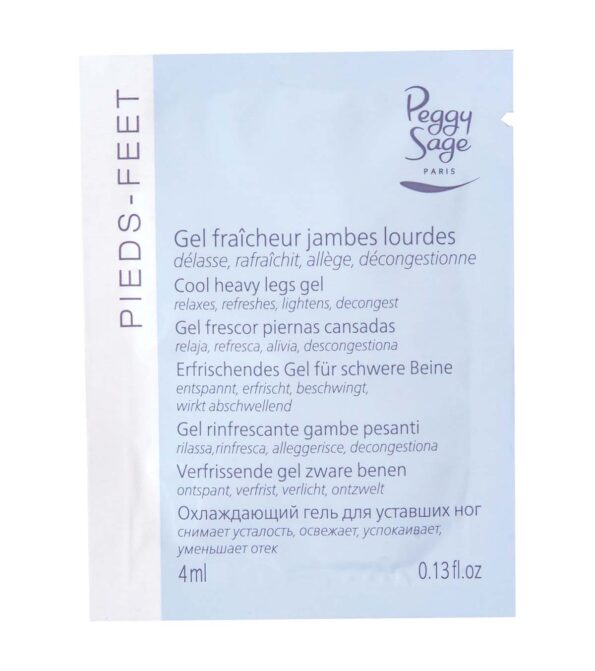 PIEDS-FEET
Peggy
Sage
PARIS
Gel fraîcheur jambes lourdes
délasse, rafraîchit, allège, décongestionne
Cool heavy legs gel
relaxes, refreshes, lightens, decongest
Gel frescor piernas cansadas
relaja, refresca, alivia, descongestiona
Erfrischendes Gel für schwere Beine
entspannt, erfrischt, beschwingt,
wirkt abschwellend
Gel rinfrescante gambe pesanti
rilassa,rinfresca, alleggerisce, decongestiona
Verfrissende gel zware benen
ontspant, verfrist, verlicht, ontzwelt
Охлаждающий гель для уставших ног
снимает усталость, освежает, успокаивает,
уменьшает отек
4ml 0.13fl.oz